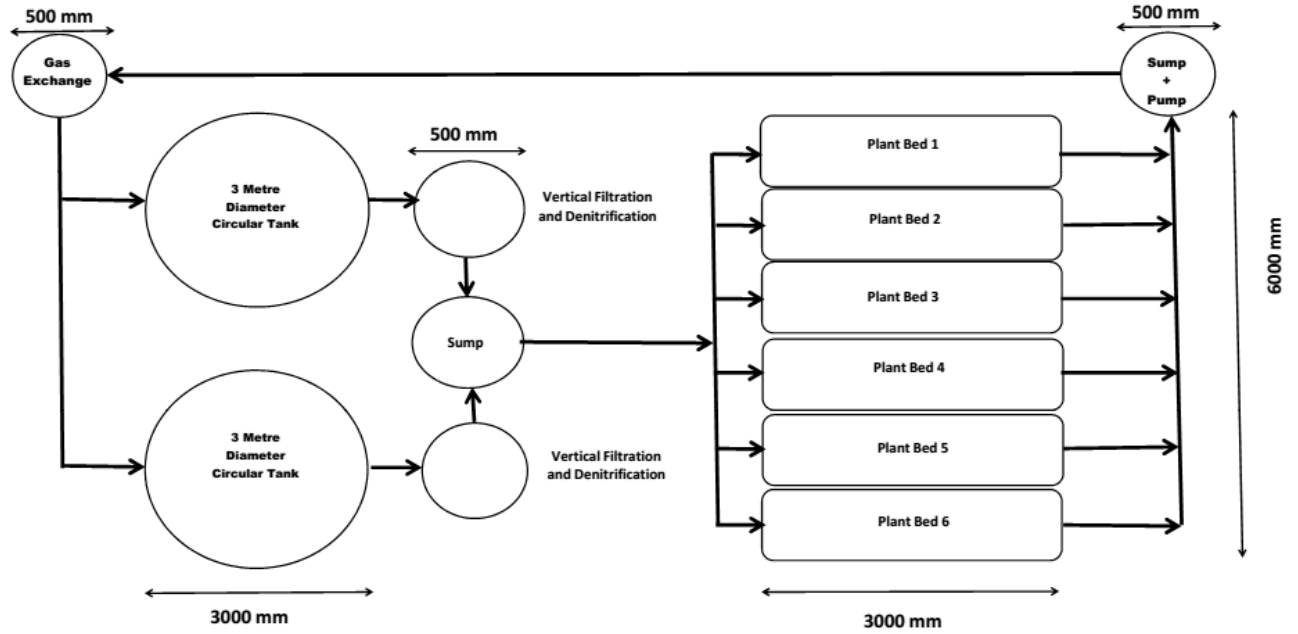 500 mm
500 mm
Gas
Exchange
Sump
+
Pump
500 mm
3 Metre
Diameter
Circular Tank
Vertical Filtration
and Denitrification
Plant Bed 1
Plant Bed 2
Plant Bed 3
6000 mm
Sump
Plant Bed 4
3 Metre
Diameter
Circular Tank
Vertical Filtration
and Denitrification
Plant Bed 5
Plant Bed 6
3000 mm
3000 mm